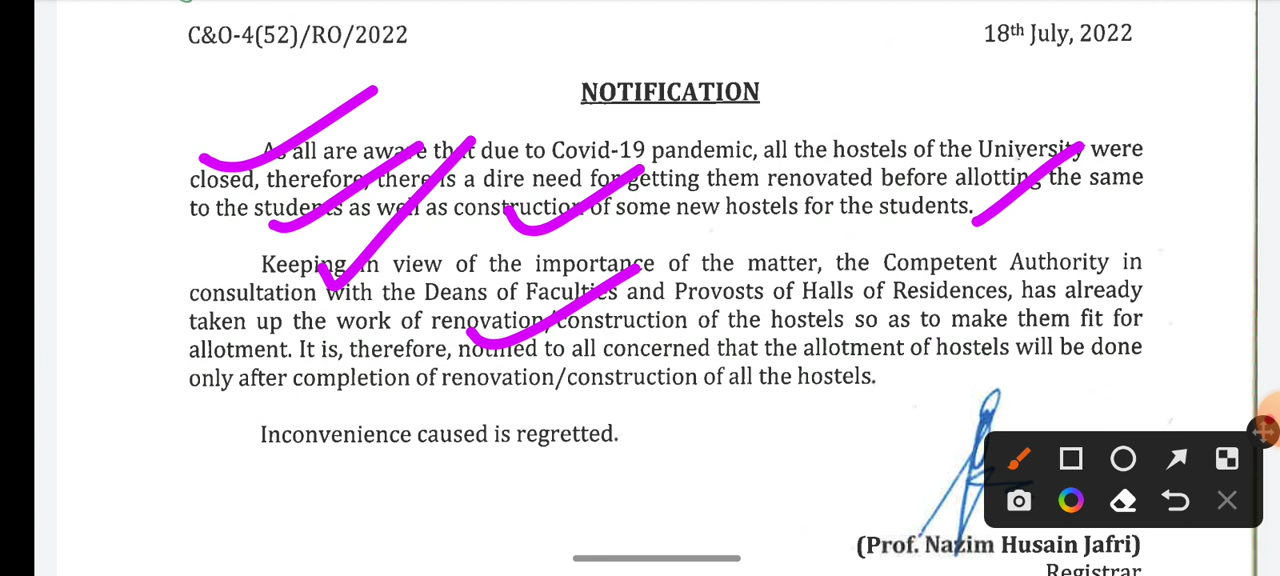 C&O-4(52)/RO/2022
18th July, 2022
NOTIFICATION
As all are aware that due to Covid-19 pandemic, all the hostels of the University were
closed, therefore, there is a dire need for getting them renovated before allotting the same
to the students as well as construction of some new hostels for the students.
Keeping in view of the importance of the matter, the Competent Authority in
consultation with the Deans of Faculties and Provosts of Halls of Residences, has already
taken up the work of renovation/construction of the hostels so as to make them fit for
allotment. It is, therefore, notified to all concerned that the allotment of hostels will be done
only after completion of renovation/construction of all the hostels.
Inconvenience caused is regretted.
(Prof. Nazim Husain Jafri)
Registrar